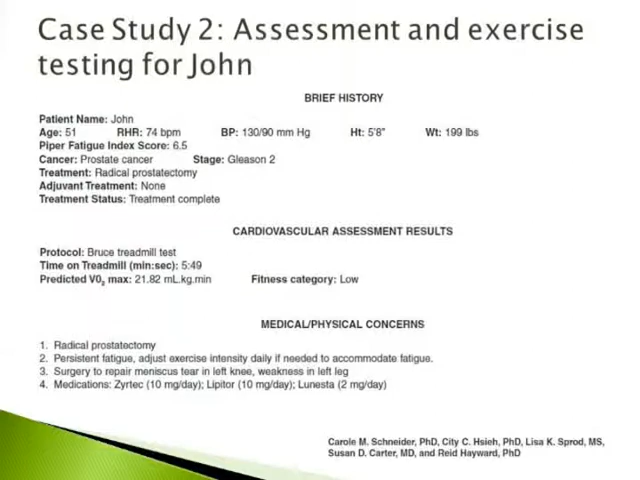 Case Study 2: Assessment and exercise
testing for John
BRIEF HISTORY
Patient Name: John
Age: 51 RHR: 74 bpm BP: 130/90 mm Hg Ht: 5'8" Wt: 199 lbs
Piper Fatigue Index Score: 6.5
Cancer: Prostate cancer Stage: Gleason 2
Treatment: Radical prostatectomy
Adjuvant Treatment: None
Treatment Status: Treatment complete
CARDIOVASCULAR ASSESSMENT RESULTS
Protocol: Bruce treadmill test
Time on Treadmill (min:sec): 5:49
Predicted V0₂ max: 21.82 mL.kg.min Fitness category: Low
MEDICAL/PHYSICAL CONCERNS
1. Radical prostatectomy
2. Persistent fatigue, adjust exercise intensity daily if needed to accommodate fatigue.
3. Surgery to repair meniscus tear in left knee, weakness in left leg
4. Medications: Zyrtec (10 mg/day); Lipitor (10 mg/day); Lunesta (2 mg/day)
Carole M. Schneider, PhD, City C. Hsieh, PhD, Lisa K. Sprod, MS,
Susan D. Carter, MD, and Reid Hayward, PhD